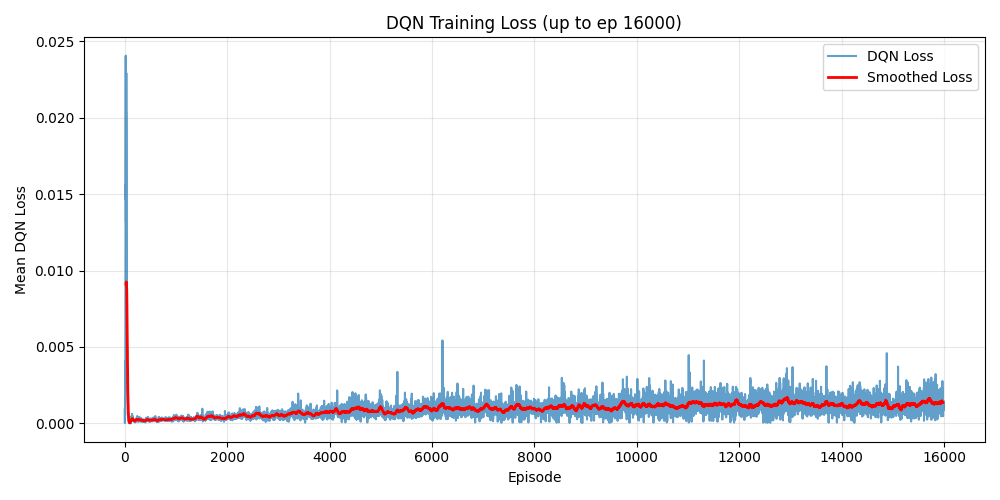 DQN Training Loss (up to ep 16000)
DQN Loss
Smoothed Loss
Mean DQN Loss
0.025
0.020
0.015
0.010
0.005
0.000
0 2000 4000 6000 8000 10000 12000 14000 16000
Episode